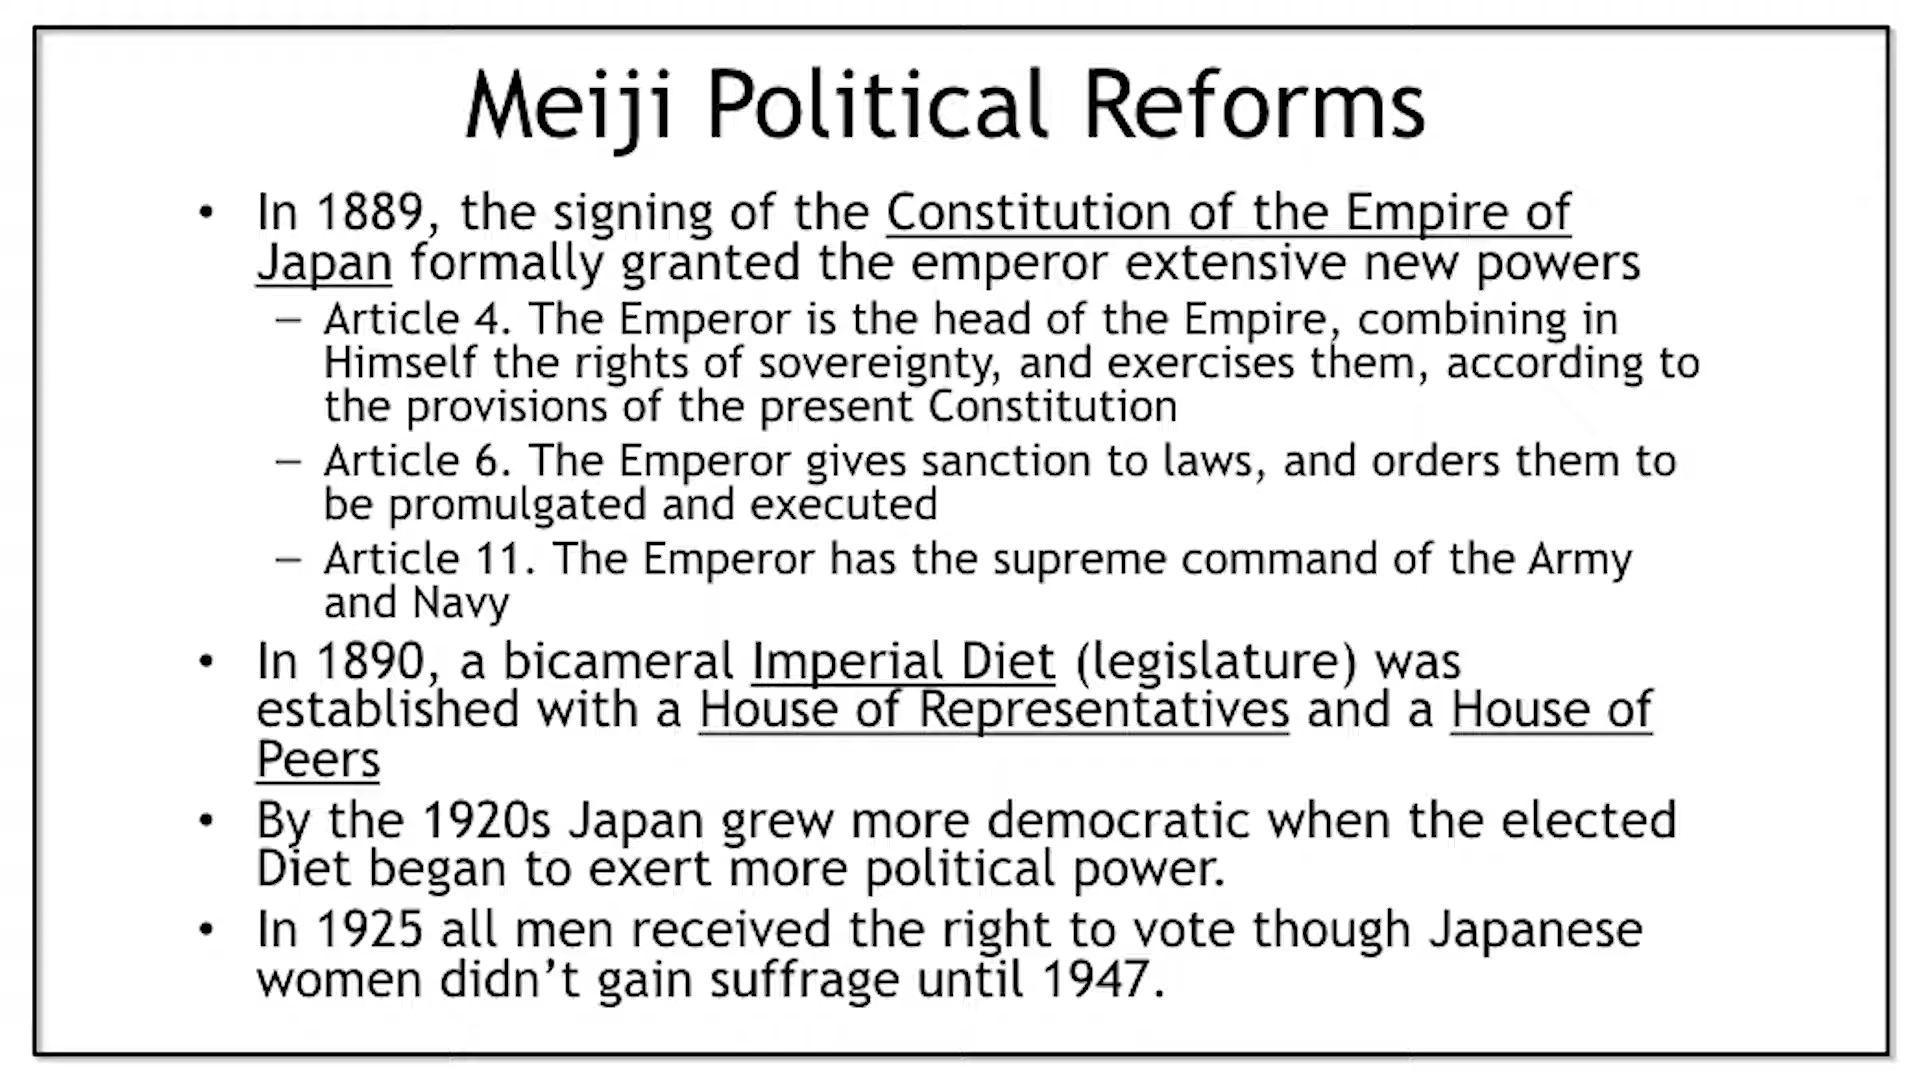 Meiji Political Reforms
• In 1889, the signing of the Constitution of the Empire of
Japan formally granted the emperor extensive new powers
– Article 4. The Emperor is the head of the Empire, combining in
Himself the rights of sovereignty, and exercises them, according to
the provisions of the present Constitution
– Article 6. The Emperor gives sanction to laws, and orders them to
be promulgated and executed
– Article 11. The Emperor has the supreme command of the Army
and Navy
• In 1890, a bicameral Imperial Diet (legislature) was
established with a House of Representatives and a House of
Peers
• By the 1920s Japan grew more democratic when the elected
Diet began to exert more political power.
• In 1925 all men received the right to vote though Japanese
women didn’t gain suffrage until 1947.